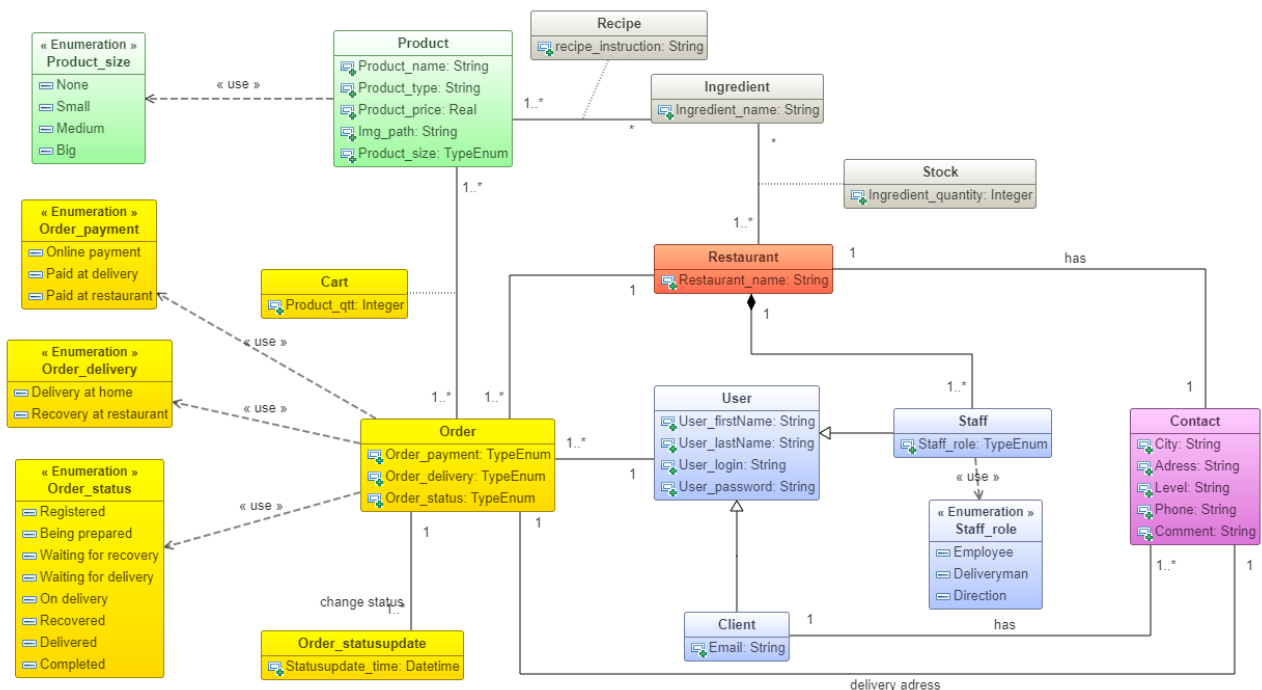 « Enumeration »
Product_size
None
Small
Medium
Big
« use »
Product
Product_name: String
Product_type: String
Product_price: Real
Img_path: String
Product_size: TypeEnum
Recipe
recipe_instruction: String
1..*
*
Ingredient
Ingredient_name: String
*
Stock
Ingredient_quantity: Integer
1..*
1..*
« Enumeration »
Order_payment
Online payment
Paid at delivery
Paid at restaurant
« use »
Cart
Product_qtt: Integer
Restaurant
Restaurant_name: String
1
1
1
has
1
« Enumeration »
Order_delivery
Delivery at home
Recovery at restaurant
« use »
1..*
1..*
Order
Order_payment: TypeEnum
Order_delivery: TypeEnum
Order_status: TypeEnum
1..*
1
User
User_firstName: String
User_lastName: String
User_login: String
User_password: String
1..*
Staff
Staff_role: TypeEnum
« use »
« Enumeration »
Staff_role
Employee
Deliveryman
Direction
Contact
City: String
Adress: String
Level: String
Phone: String
Comment: String
1..*
1
« Enumeration »
Order_status
Registered
Being prepared
Waiting for recovery
Waiting for delivery
On delivery
Recovered
Delivered
Completed
« use »
1
1
change status
1..*
Order_statusupdate
Statusupdate_time: Datetime
Client
Email: String
1
has
delivery adress